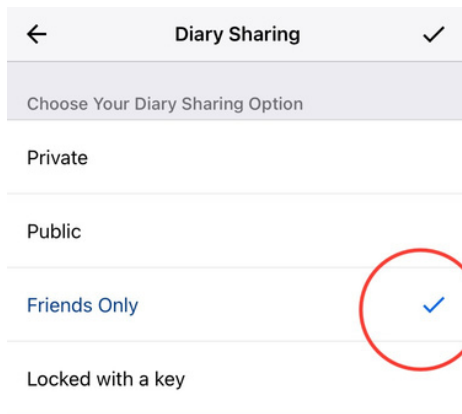 Diary Sharing
Choose Your Diary Sharing Option
Private
Public
Friends Only
Locked with a key